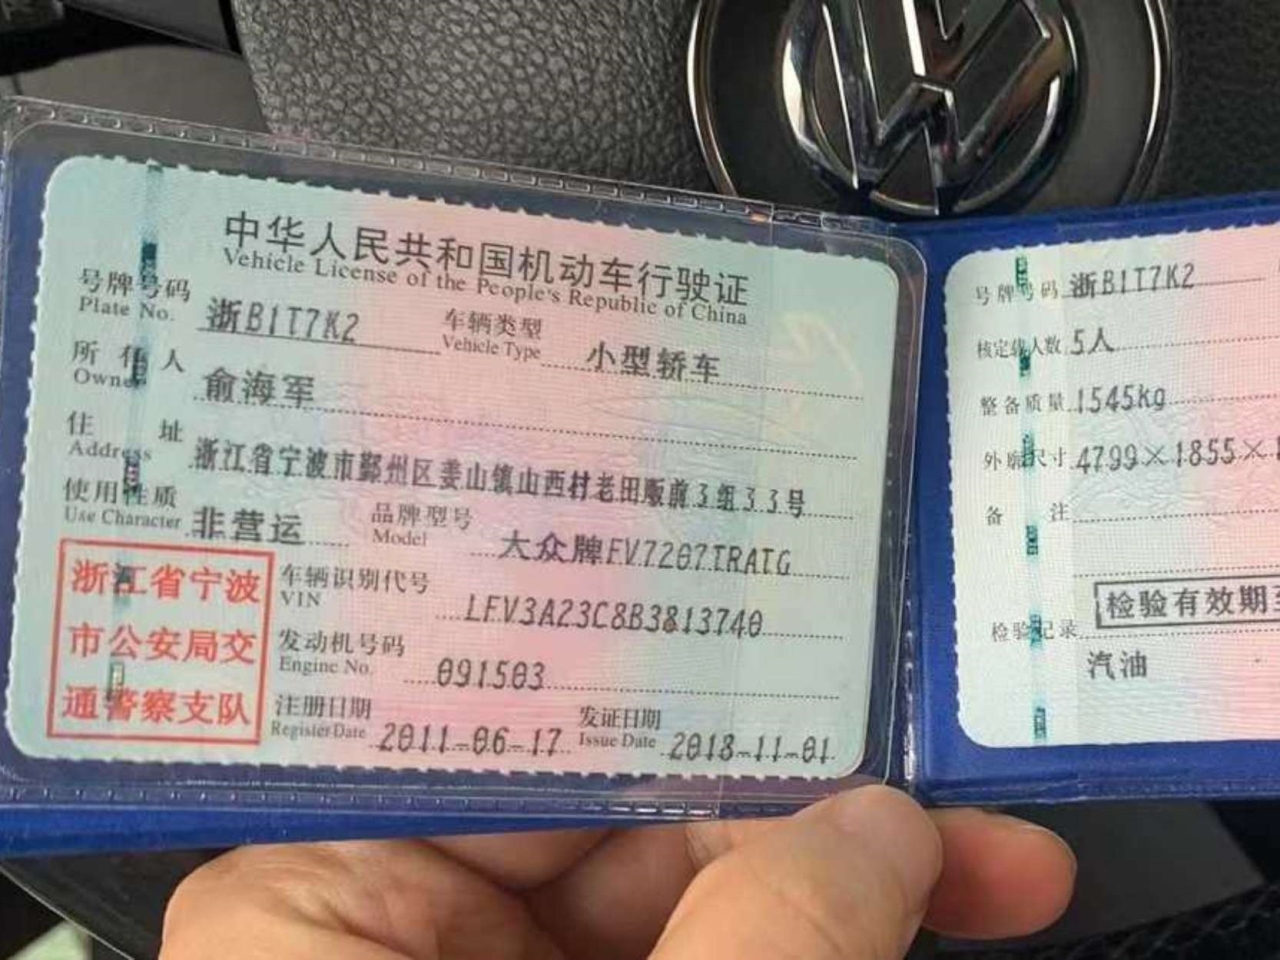 中华人民共和国机动车行驶证
Vehicle License of the People's Republic of China
号牌号码 浙B1T7K2 车辆类型 小型轿车
Plate No. Vehicle Type
所有人 俞海军
Owner
住址 浙江省宁波市鄞州区姜山镇山西村老田畈前3组33号
Address
使用性质 非营运 品牌型号 大众牌FV7207TRATG
Use Character Model
浙江省宁波
市公安局交
通警察支队
车辆识别代号 LFV3A23C8B3813740
VIN
发动机号码 091503
Engine No.
注册日期 2011-06-17 发证日期 2018-11-01
Register Date Issue Date
号牌号码 浙B1T7K2
核定载人数 5人
整备质量 1545kg
外廓尺寸 4799×1855×
备注
检验有效期
检验记录
汽油